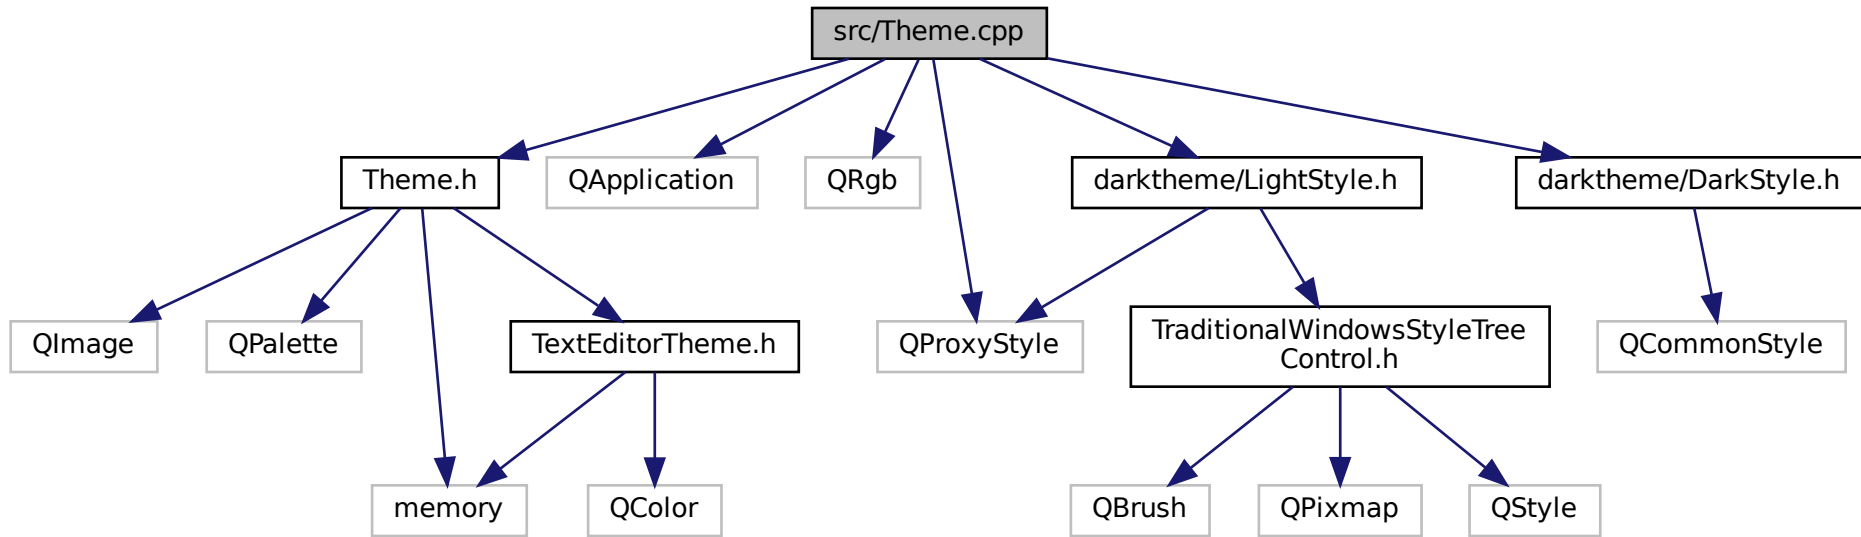 src/Theme.cpp
Theme.h
QApplication
QRgb
darktheme/LightStyle.h
darktheme/DarkStyle.h
QImage
QPalette
TextEditorTheme.h
QProxyStyle
TraditionalWindowsStyleTree
Control.h
QCommonStyle
memory
QColor
QBrush
QPixmap
QStyle